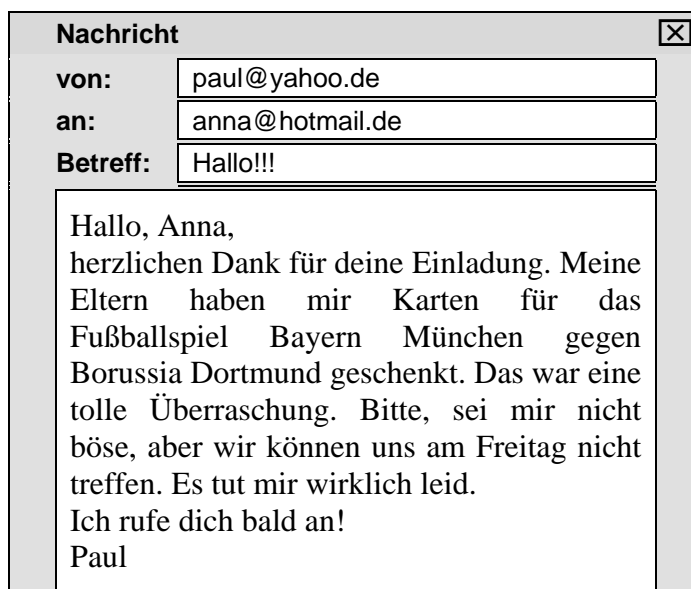 Nachricht
von: paul@yahoo.de
an: anna@hotmail.de
Betreff: Hallo!!!
Hallo, Anna,
herzlichen Dank für deine Einladung. Meine
Eltern haben mir Karten für das
Fußballspiel Bayern München gegen
Borussia Dortmund geschenkt. Das war eine
tolle Überraschung. Bitte, sei mir nicht
böse, aber wir können uns am Freitag nicht
treffen. Es tut mir wirklich leid.
Ich rufe dich bald an!
Paul